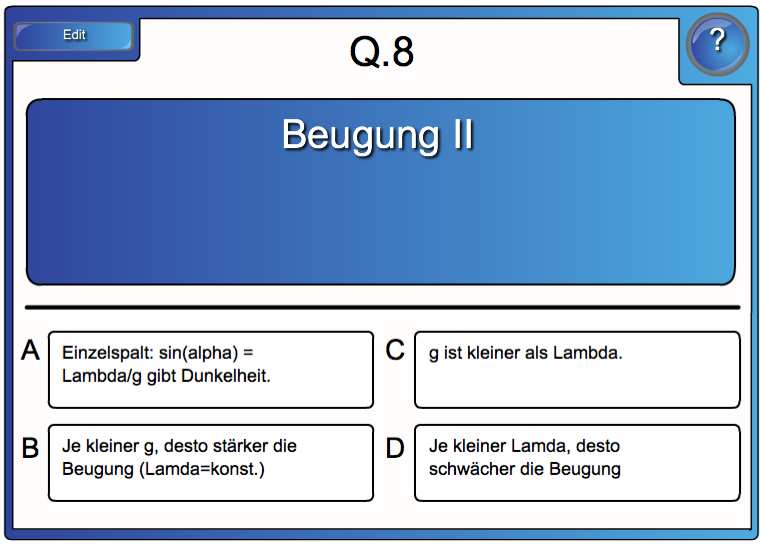 Edit
Q.8
?
Beugung II
A
Einzelspalt: sin(alpha) =
Lambda/g gibt Dunkelheit.
C
g ist kleiner als Lambda.
B
Je kleiner g, desto stärker die
Beugung (Lamda=konst.)
D
Je kleiner Lamda, desto
schwächer die Beugung